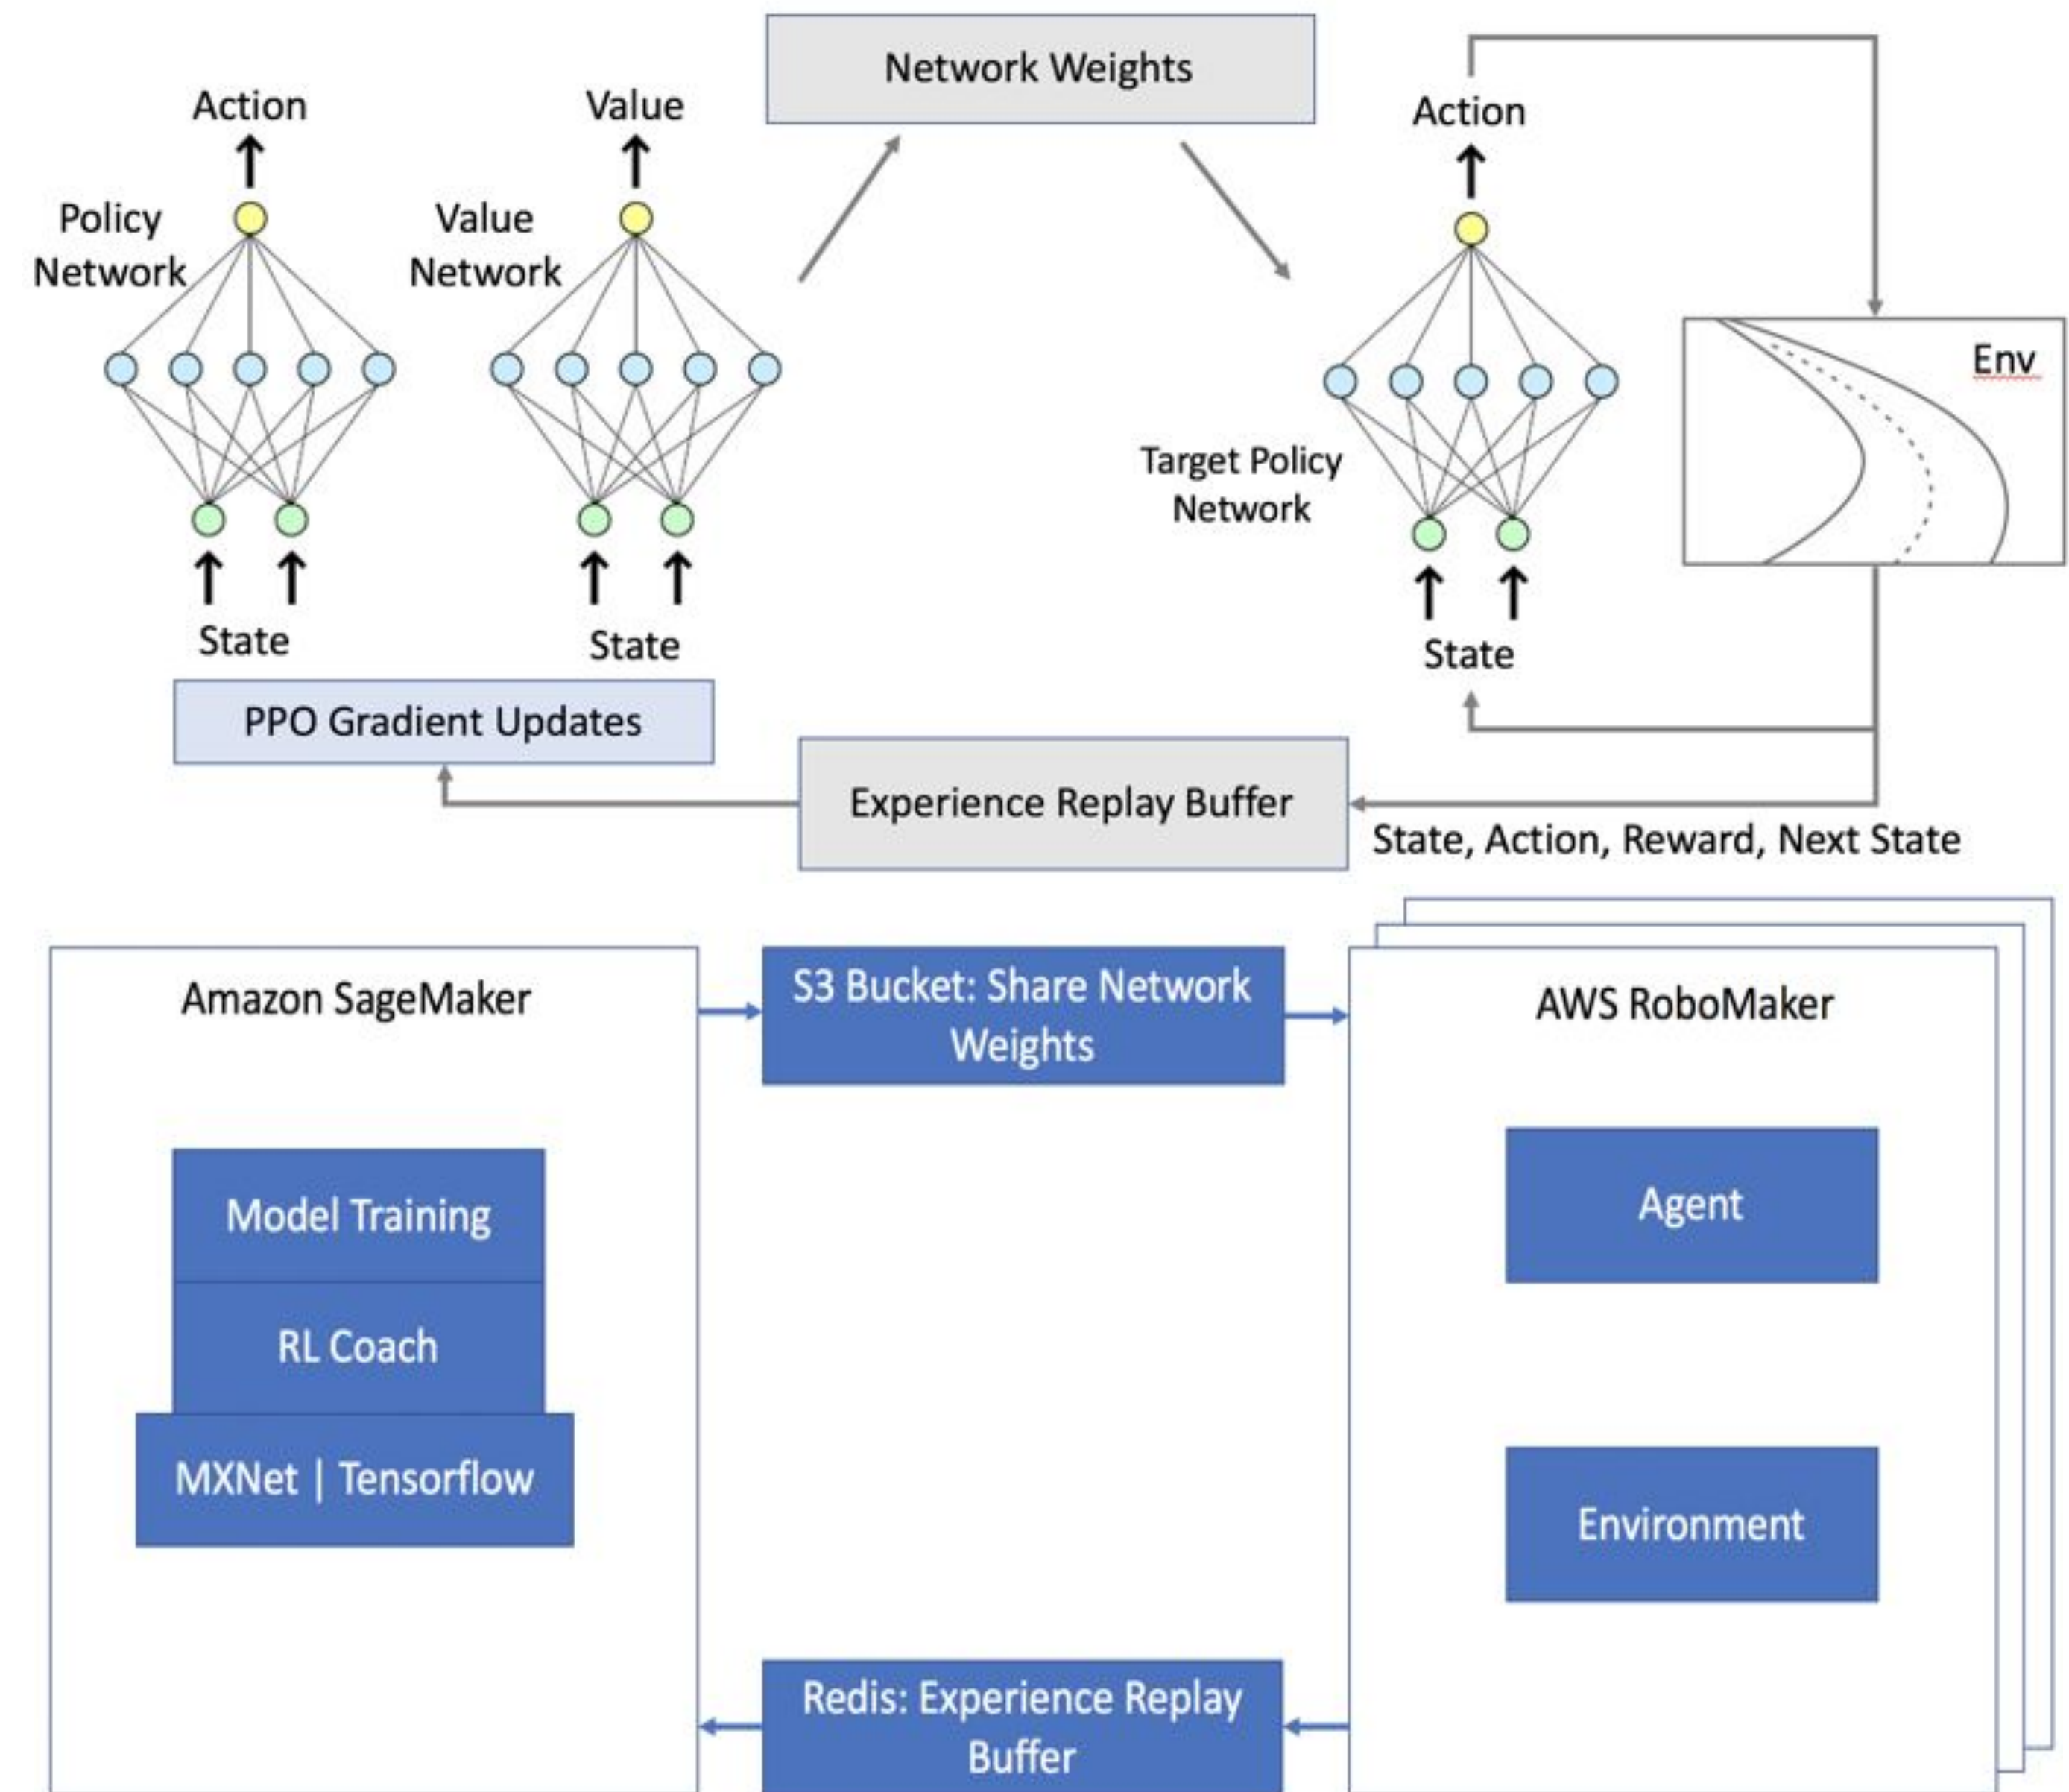 Network Weights
Action
Value
Action
Policy
Network
Value
Network
Env
Target Policy
Network
State
State
State
PPO Gradient Updates
Experience Replay Buffer
State, Action, Reward, Next State
Amazon SageMaker
S3 Bucket: Share Network
Weights
AWS RoboMaker
Model Training
Agent
RL Coach
MXNet | Tensorflow
Environment
Redis: Experience Replay
Buffer